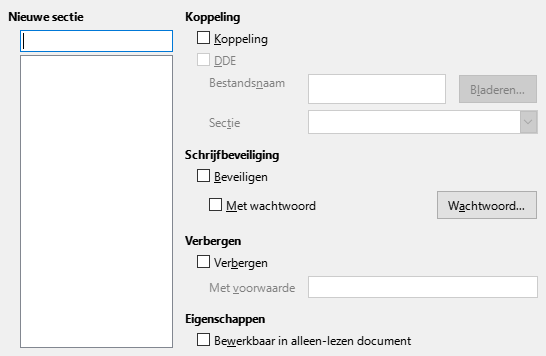 Nieuwe sectie
Koppeling
Koppeling
DDE
Bestandsnaam
Bladeren...
Sectie
Schrijfbeveiliging
Beveiligen
Met wachtwoord
Wachtwoord...
Verbergen
Verbergen
Met voorwaarde
Eigenschappen
Bewerkbaar in alleen-lezen document